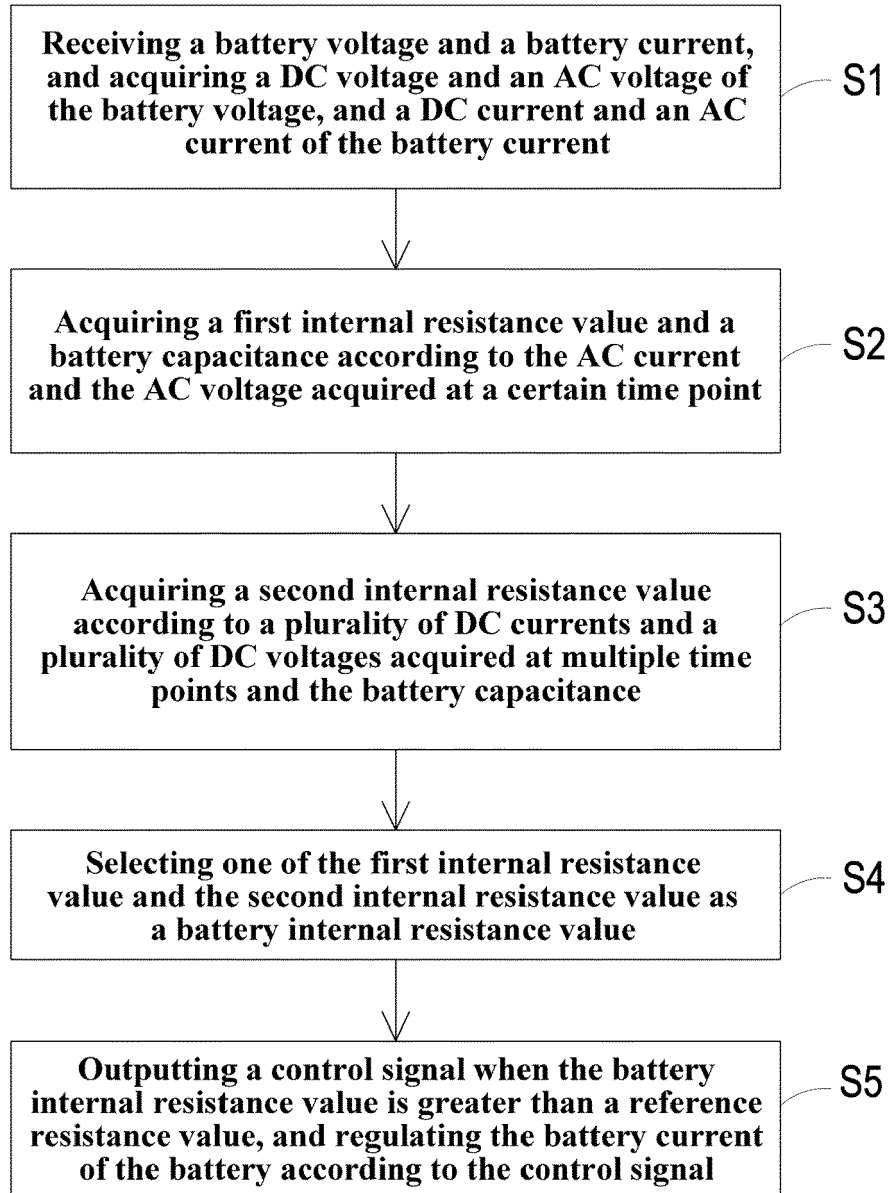 Receiving a battery voltage and a battery current,
and acquiring a DC voltage and an AC voltage of
the battery voltage, and a DC current and an AC
current of the battery current
S1
Acquiring a first internal resistance value and a
battery capacitance according to the AC current
and the AC voltage acquired at a certain time point
S2
Acquiring a second internal resistance value
according to a plurality of DC currents and a
plurality of DC voltages acquired at multiple time
points and the battery capacitance
S3
Selecting one of the first internal resistance
value and the second internal resistance value as
a battery internal resistance value
S4
Outputting a control signal when the battery
internal resistance value is greater than a reference
resistance value, and regulating the battery current
of the battery according to the control signal
S5